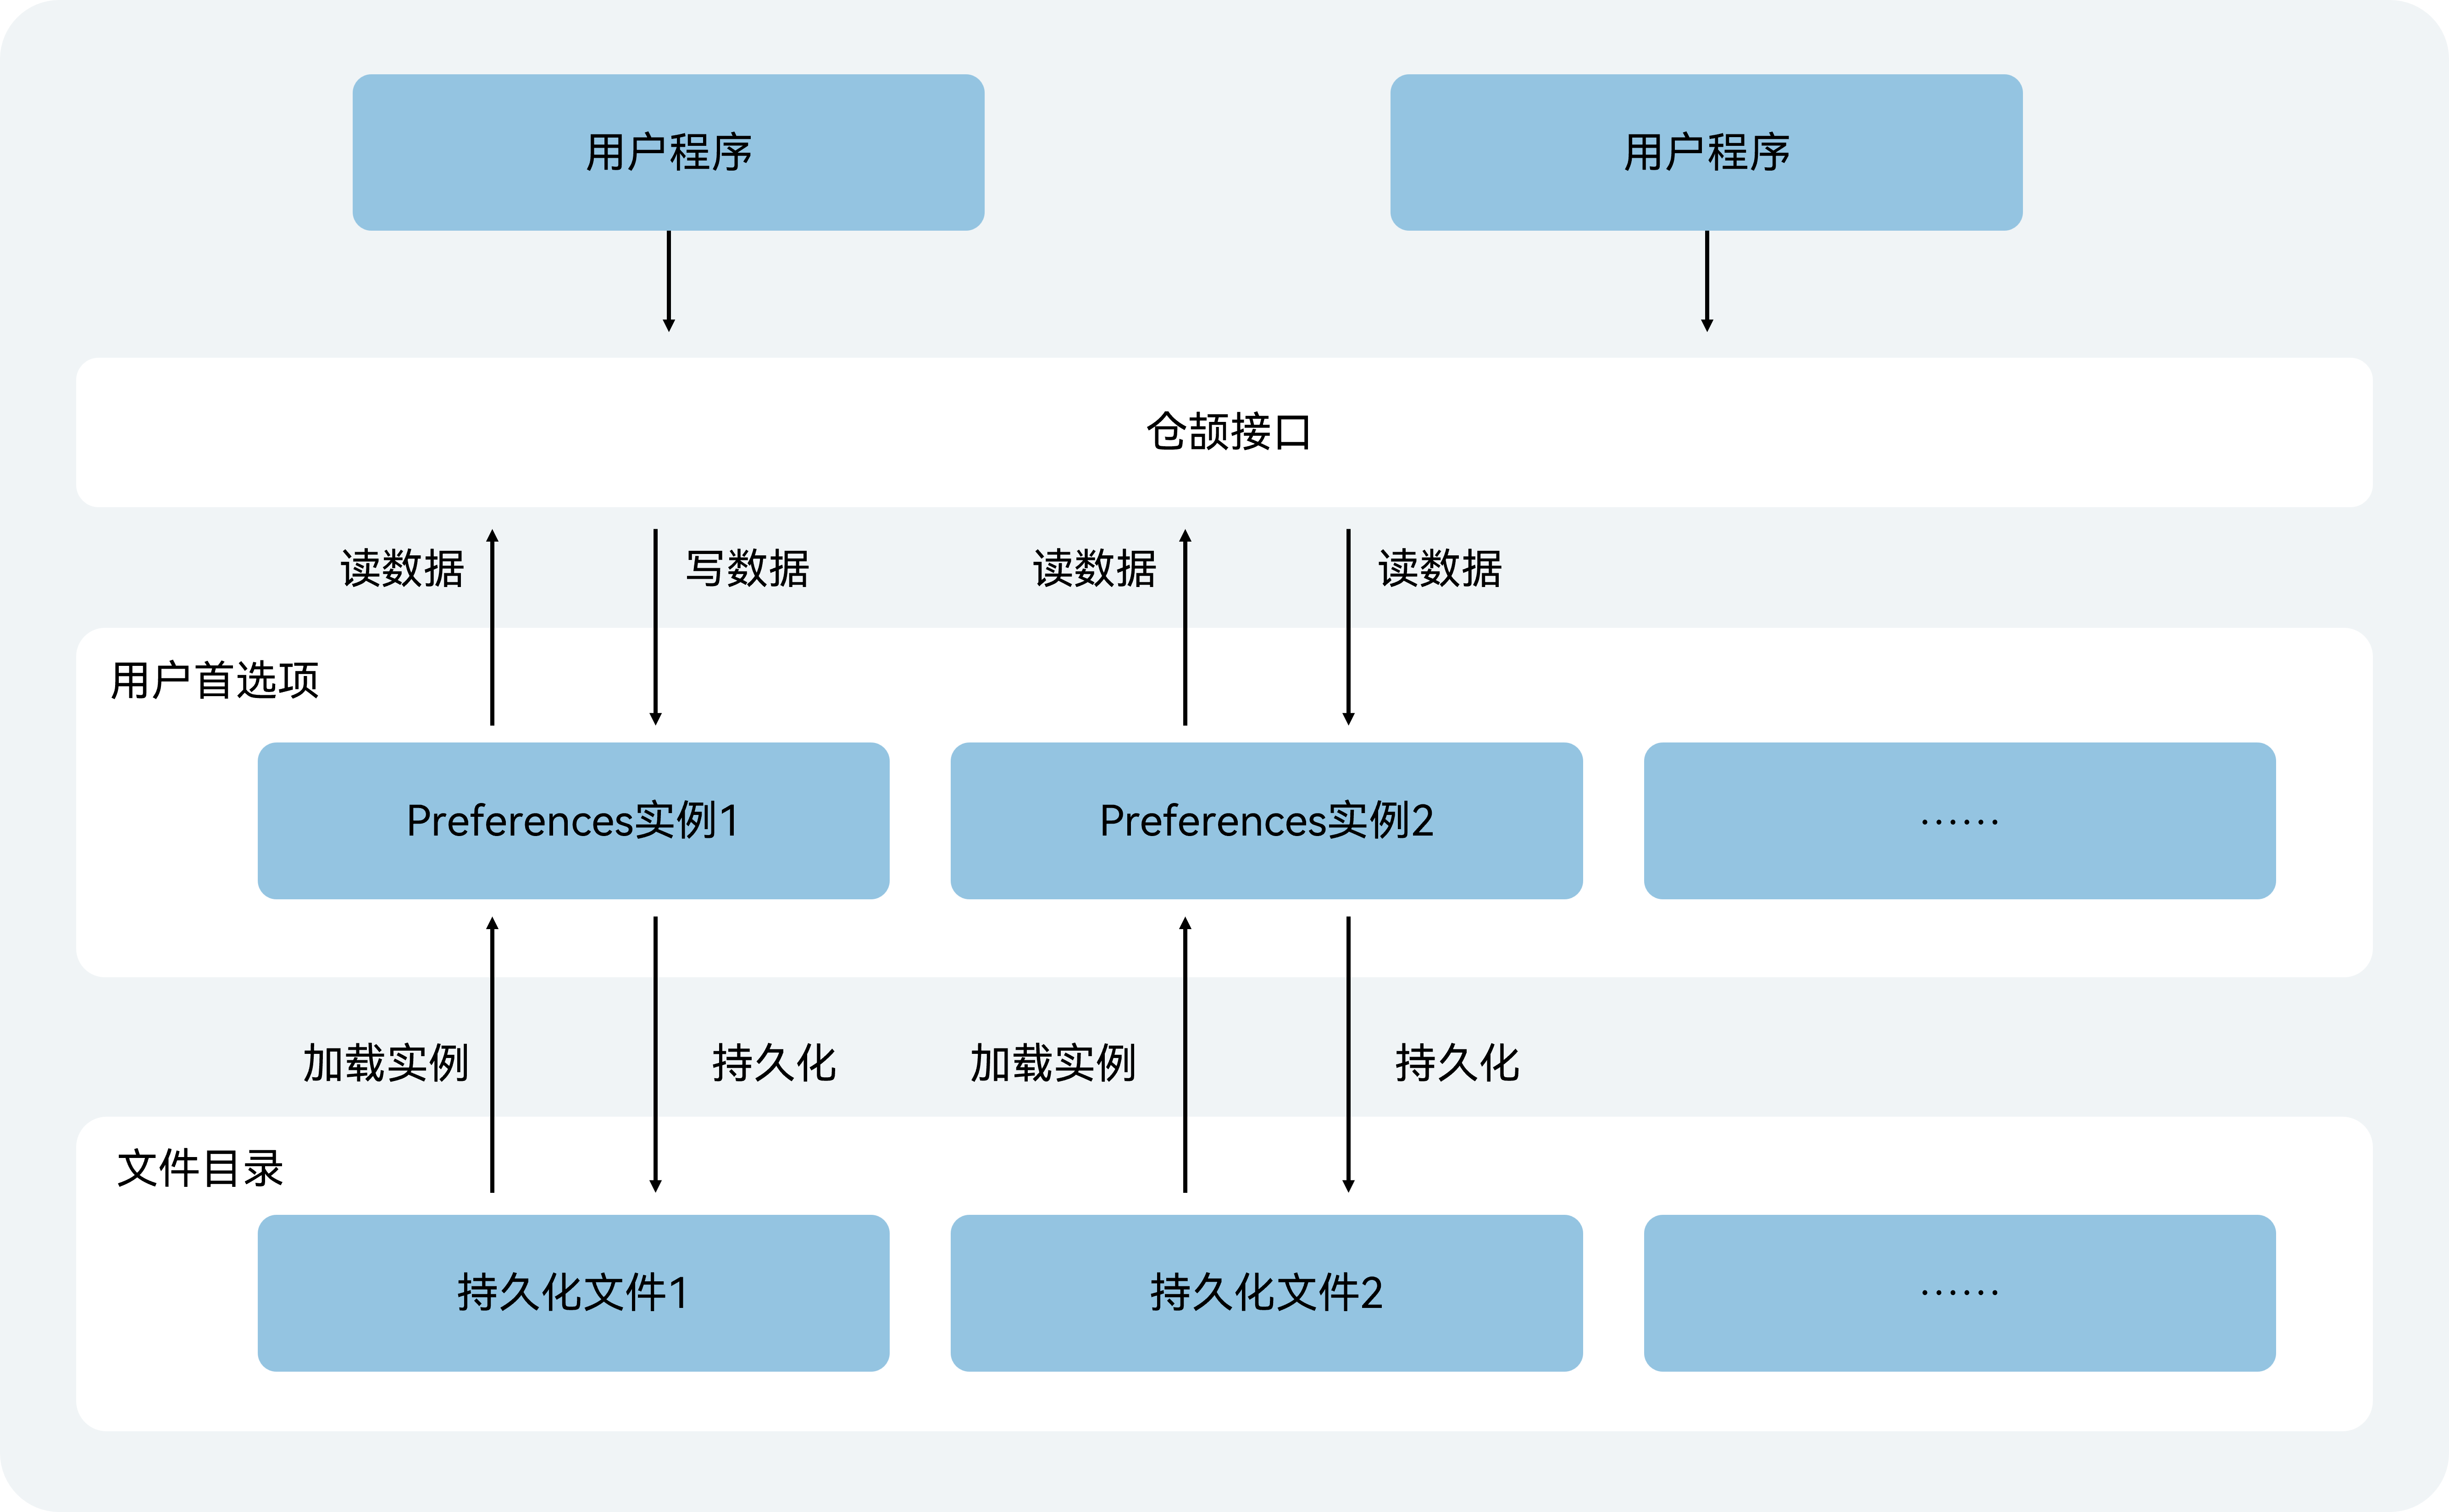 用户程序
用户程序
仓颉接口
读数据
写数据
读数据
读数据
用户首选项
Preferences实例1
Preferences实例2
······
加载实例
持久化
加载实例
持久化
文件目录
持久化文件1
持久化文件2
······